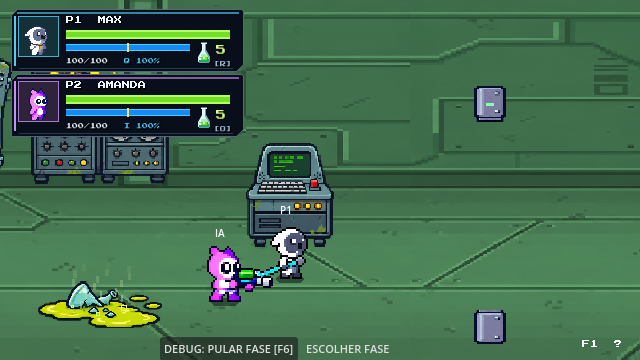 P1 MAX
5
100/100 Q 100% [R]
P2 AMANDA
5
100/100 I 100% [O]
P1
IA
DEBUG: PULAR FASE [F6] ESCOLHER FASE
F1 ?